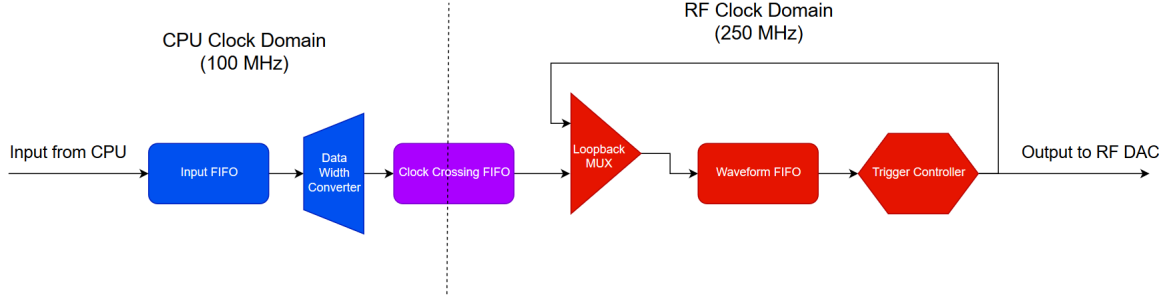 CPU Clock Domain
(100 MHz)
RF Clock Domain
(250 MHz)
Input from CPU
Input FIFO
Data
Width
Converter
Clock Crossing FIFO
Loopback
MUX
Waveform FIFO
Trigger Controller
Output to RF DAC